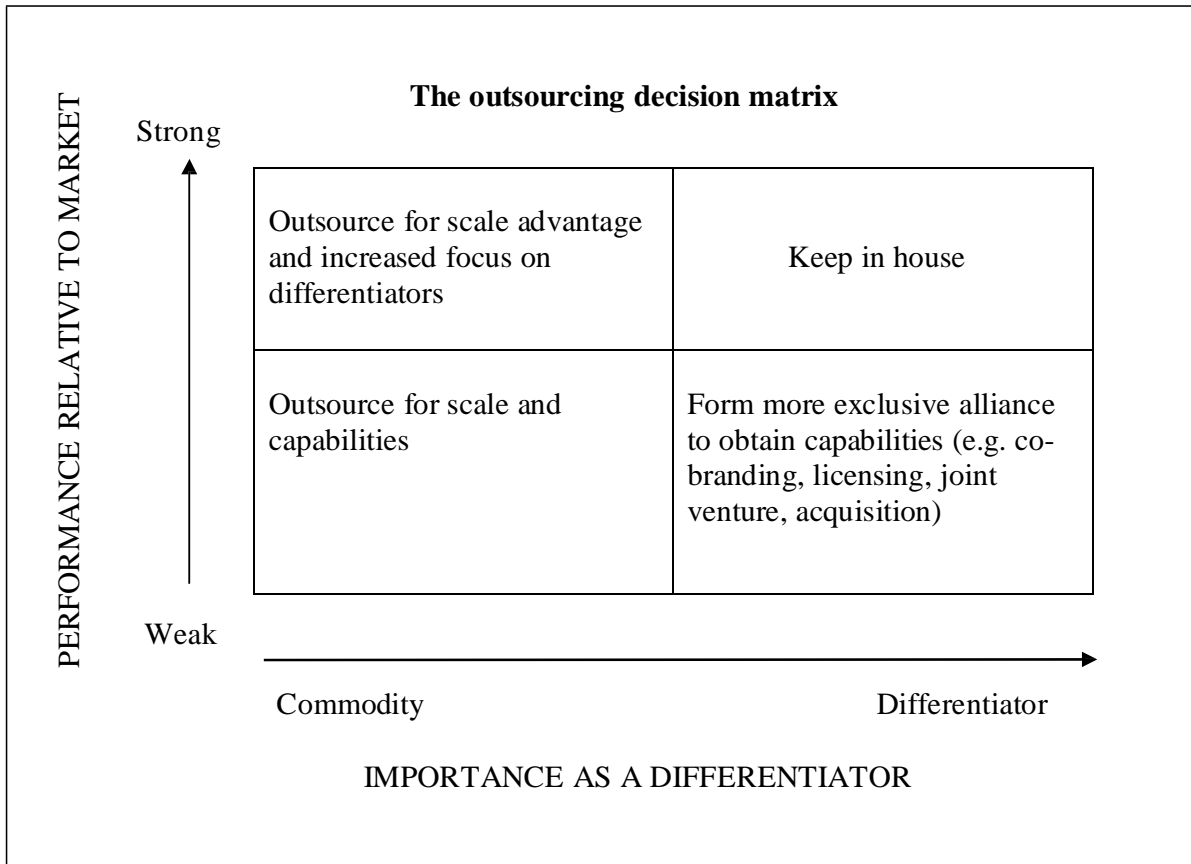 The outsourcing decision matrix
PERFORMANCE RELATIVE TO MARKET
Strong
Outsource for scale advantage
and increased focus on
differentiators
Keep in house
Outsource for scale and
capabilities
Form more exclusive alliance
to obtain capabilities (e.g. co-
branding, licensing, joint
venture, acquisition)
Weak
Commodity
Differentiator
IMPORTANCE AS A DIFFERENTIATOR